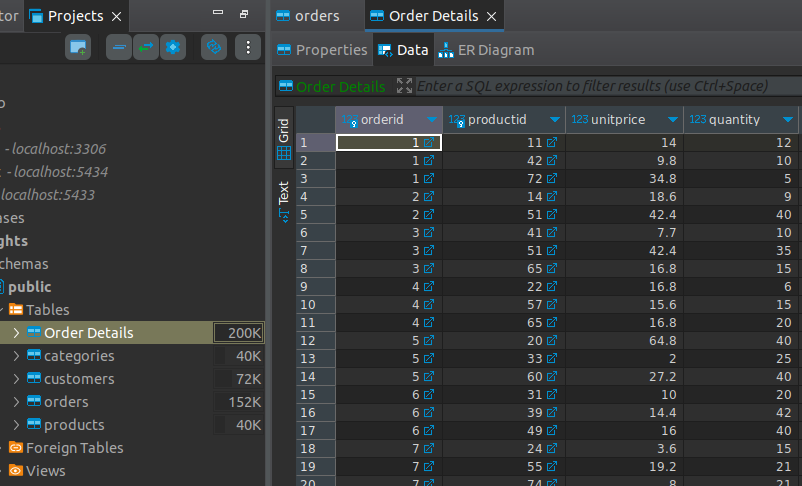 tor Projects
o
- localhost:3306
- localhost:5434
localhost:5433
ases
ghts
chemas
public
Tables
Order Details 200K
categories 40K
customers 72K
orders 152K
products 40K
Foreign Tables
Views
orders Order Details
Properties Data ER Diagram
Order Details Enter a SQL expression to filter results (use Ctrl+Space)
Grid
Text
123 orderid 123 productid 123 unitprice 123 quantity
1 1 11 14 12
2 1 42 9.8 10
3 1 72 34.8 5
4 2 14 18.6 9
5 2 51 42.4 40
6 3 41 7.7 10
7 3 51 42.4 35
8 3 65 16.8 15
9 4 22 16.8 6
10 4 57 15.6 15
11 4 65 16.8 20
12 5 20 64.8 40
13 5 33 2 25
14 5 60 27.2 40
15 6 31 10 20
16 6 39 14.4 42
17 6 49 16 40
18 7 24 3.6 15
19 7 55 19.2 21
20 7 74 8 21